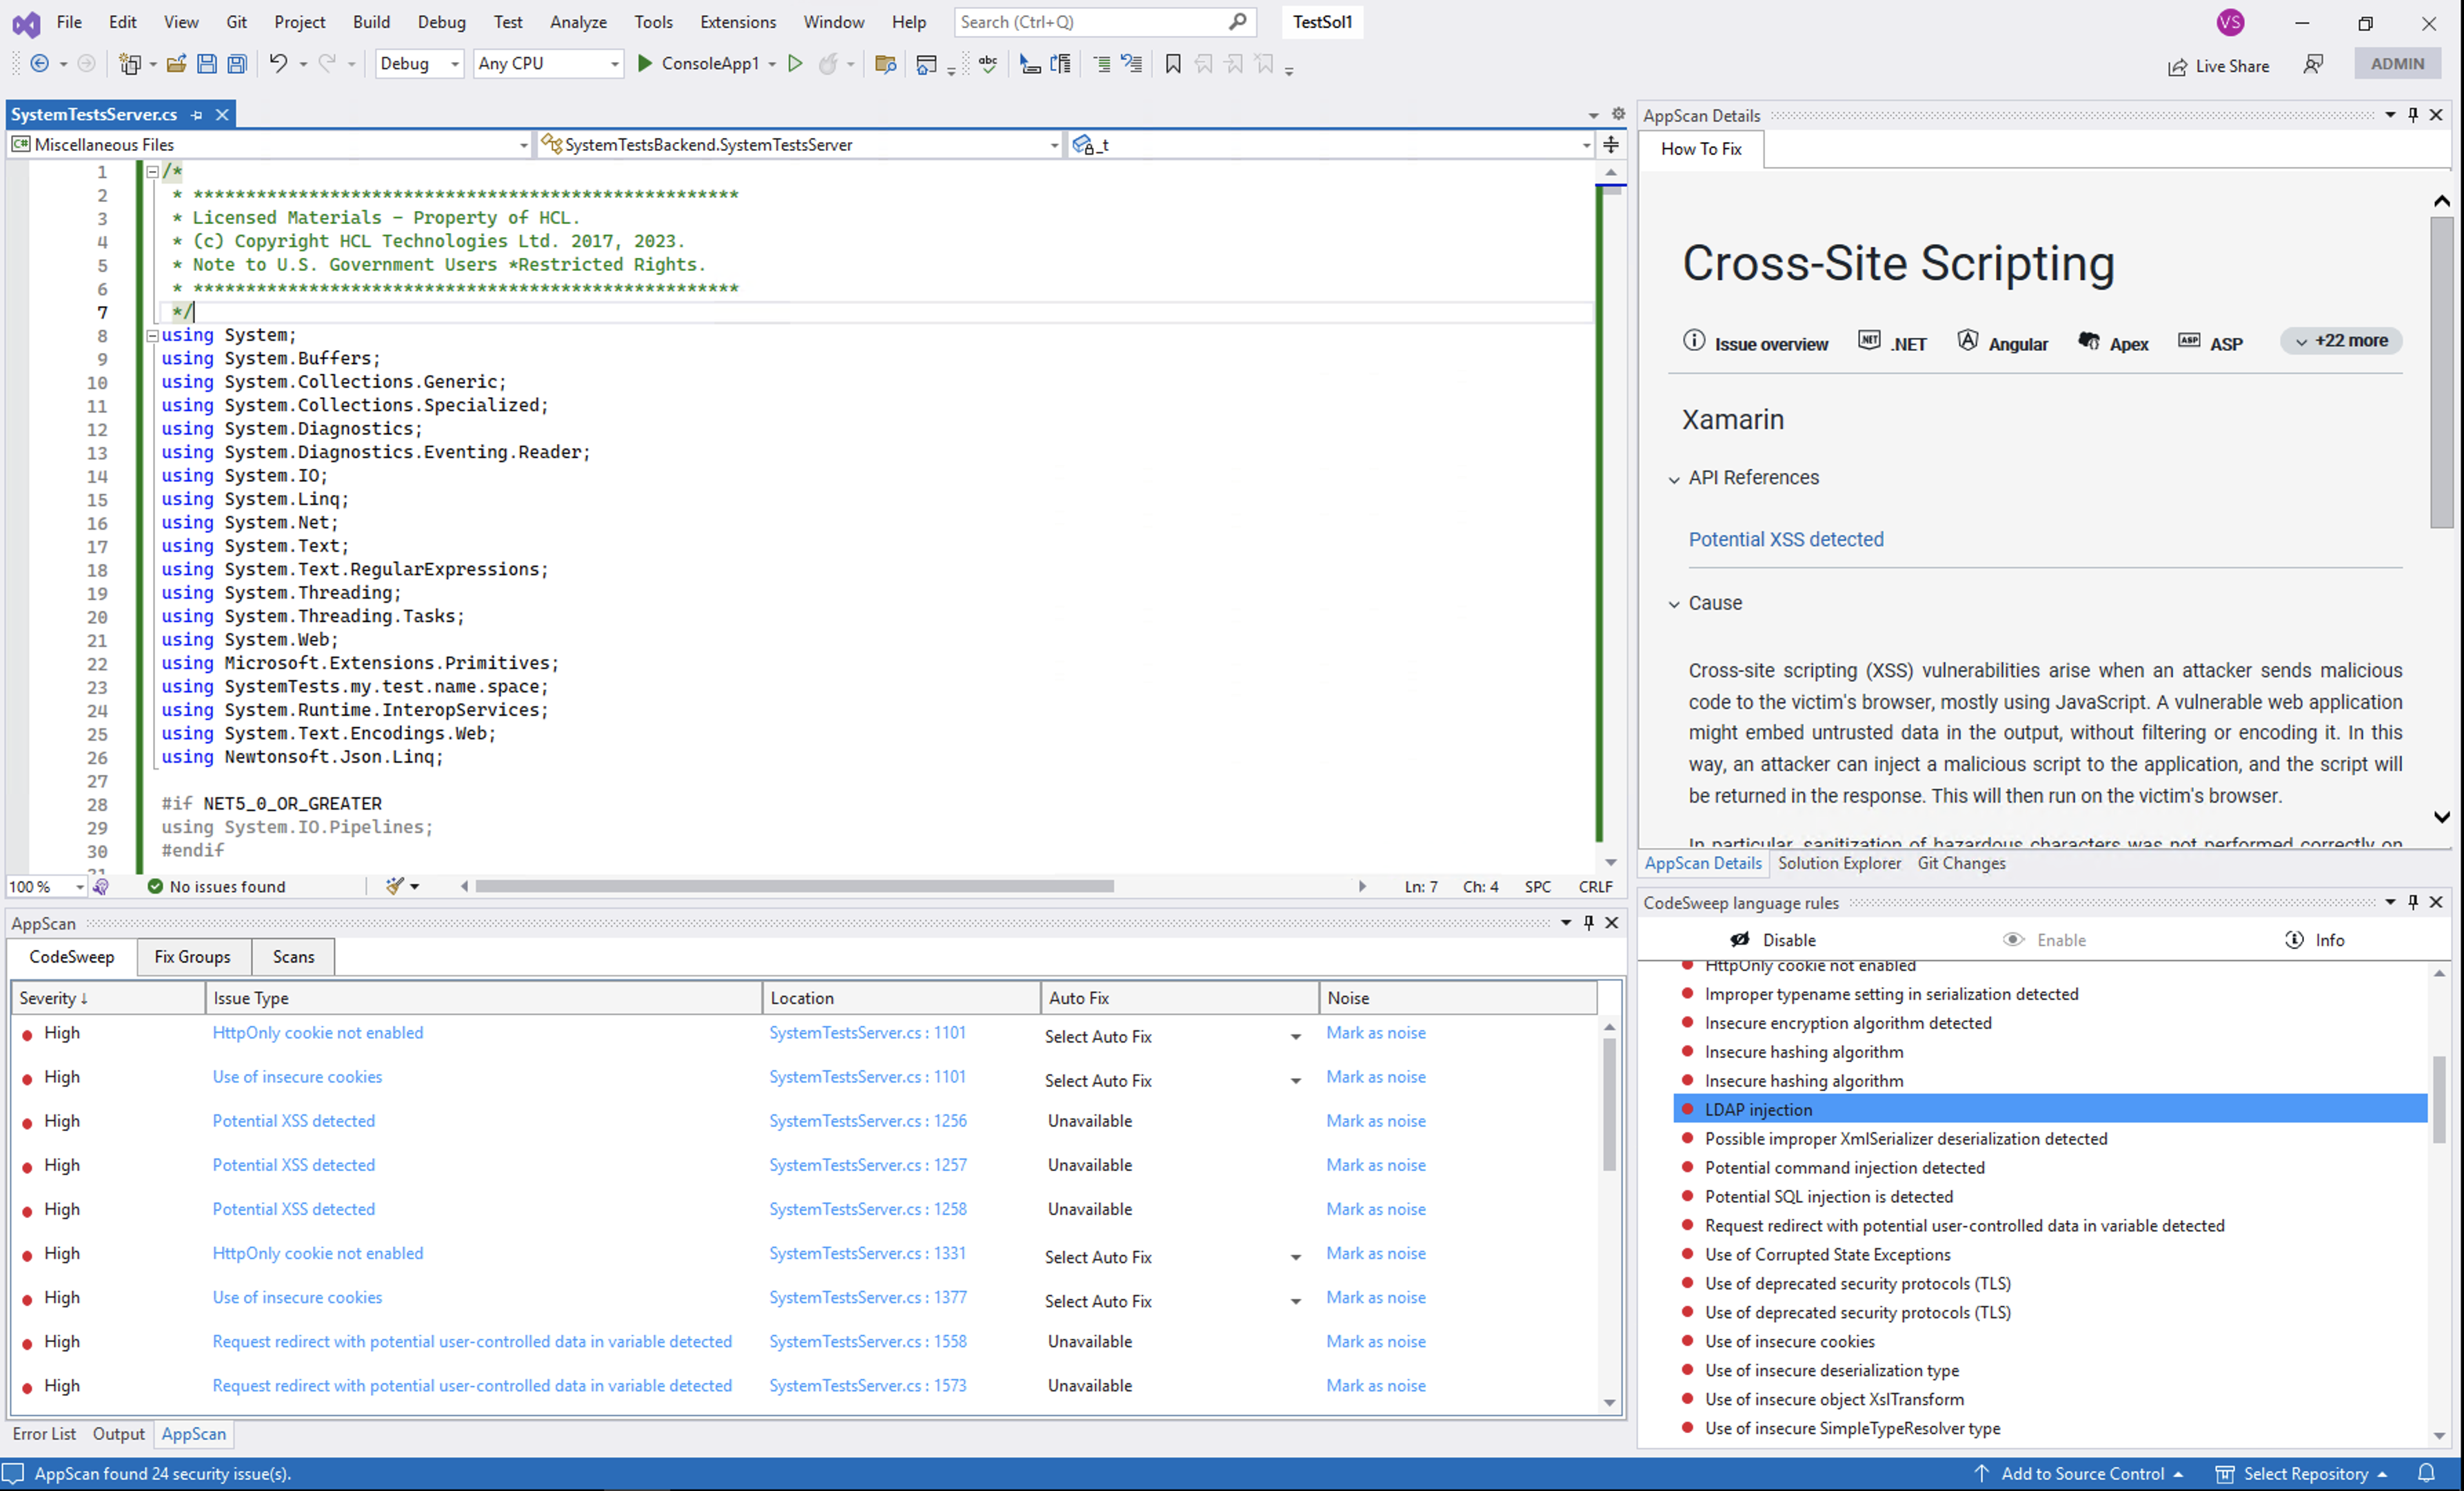 File Edit View Git Project Build Debug Test Analyze Tools Extensions Window Help Search (Ctrl+Q) TestSol1 VS
Debug Any CPU ConsoleApp1 abc Live Share ADMIN
SystemTestsServer.cs
C# Miscellaneous Files SystemTestsBackend.SystemTestsServer _t
1 /*
2 * ****************************************************
3 * Licensed Materials – Property of HCL.
4 * (c) Copyright HCL Technologies Ltd. 2017, 2023.
5 * Note to U.S. Government Users *Restricted Rights.
6 * ****************************************************
7 */
8 using System;
9 using System.Buffers;
10 using System.Collections.Generic;
11 using System.Collections.Specialized;
12 using System.Diagnostics;
13 using System.Diagnostics.Eventing.Reader;
14 using System.IO;
15 using System.Linq;
16 using System.Net;
17 using System.Text;
18 using System.Text.RegularExpressions;
19 using System.Threading;
20 using System.Threading.Tasks;
21 using System.Web;
22 using Microsoft.Extensions.Primitives;
23 using SystemTests.my.test.name.space;
24 using System.Runtime.InteropServices;
25 using System.Text.Encodings.Web;
26 using Newtonsoft.Json.Linq;
27
28 #if NET5_0_OR_GREATER
29 using System.IO.Pipelines;
30 #endif
31
100 % No issues found Ln: 7 Ch: 4 SPC CRLF
AppScan
CodeSweep Fix Groups Scans
Severity ↓ Issue Type Location Auto Fix Noise
High HttpOnly cookie not enabled SystemTestsServer.cs : 1101 Select Auto Fix Mark as noise
High Use of insecure cookies SystemTestsServer.cs : 1101 Select Auto Fix Mark as noise
High Potential XSS detected SystemTestsServer.cs : 1256 Unavailable Mark as noise
High Potential XSS detected SystemTestsServer.cs : 1257 Unavailable Mark as noise
High Potential XSS detected SystemTestsServer.cs : 1258 Unavailable Mark as noise
High HttpOnly cookie not enabled SystemTestsServer.cs : 1331 Select Auto Fix Mark as noise
High Use of insecure cookies SystemTestsServer.cs : 1377 Select Auto Fix Mark as noise
High Request redirect with potential user-controlled data in variable detected SystemTestsServer.cs : 1558 Unavailable Mark as noise
High Request redirect with potential user-controlled data in variable detected SystemTestsServer.cs : 1573 Unavailable Mark as noise
Error List Output AppScan
AppScan Details
How To Fix
Cross-Site Scripting
Issue overview NET .NET Angular Apex ASP ASP +22 more
Xamarin
API References
Potential XSS detected
Cause
Cross-site scripting (XSS) vulnerabilities arise when an attacker sends malicious
code to the victim's browser, mostly using JavaScript. A vulnerable web application
might embed untrusted data in the output, without filtering or encoding it. In this
way, an attacker can inject a malicious script to the application, and the script will
be returned in the response. This will then run on the victim's browser.
In particular, sanitization of hazardous characters was not performed correctly on
AppScan Details Solution Explorer Git Changes
CodeSweep language rules
Disable Enable Info
HttpOnly cookie not enabled
Improper typename setting in serialization detected
Insecure encryption algorithm detected
Insecure hashing algorithm
Insecure hashing algorithm
LDAP injection
Possible improper XmlSerializer deserialization detected
Potential command injection detected
Potential SQL injection is detected
Request redirect with potential user-controlled data in variable detected
Use of Corrupted State Exceptions
Use of deprecated security protocols (TLS)
Use of deprecated security protocols (TLS)
Use of insecure cookies
Use of insecure deserialization type
Use of insecure object XslTransform
Use of insecure SimpleTypeResolver type
AppScan found 24 security issue(s). Add to Source Control Select Repository